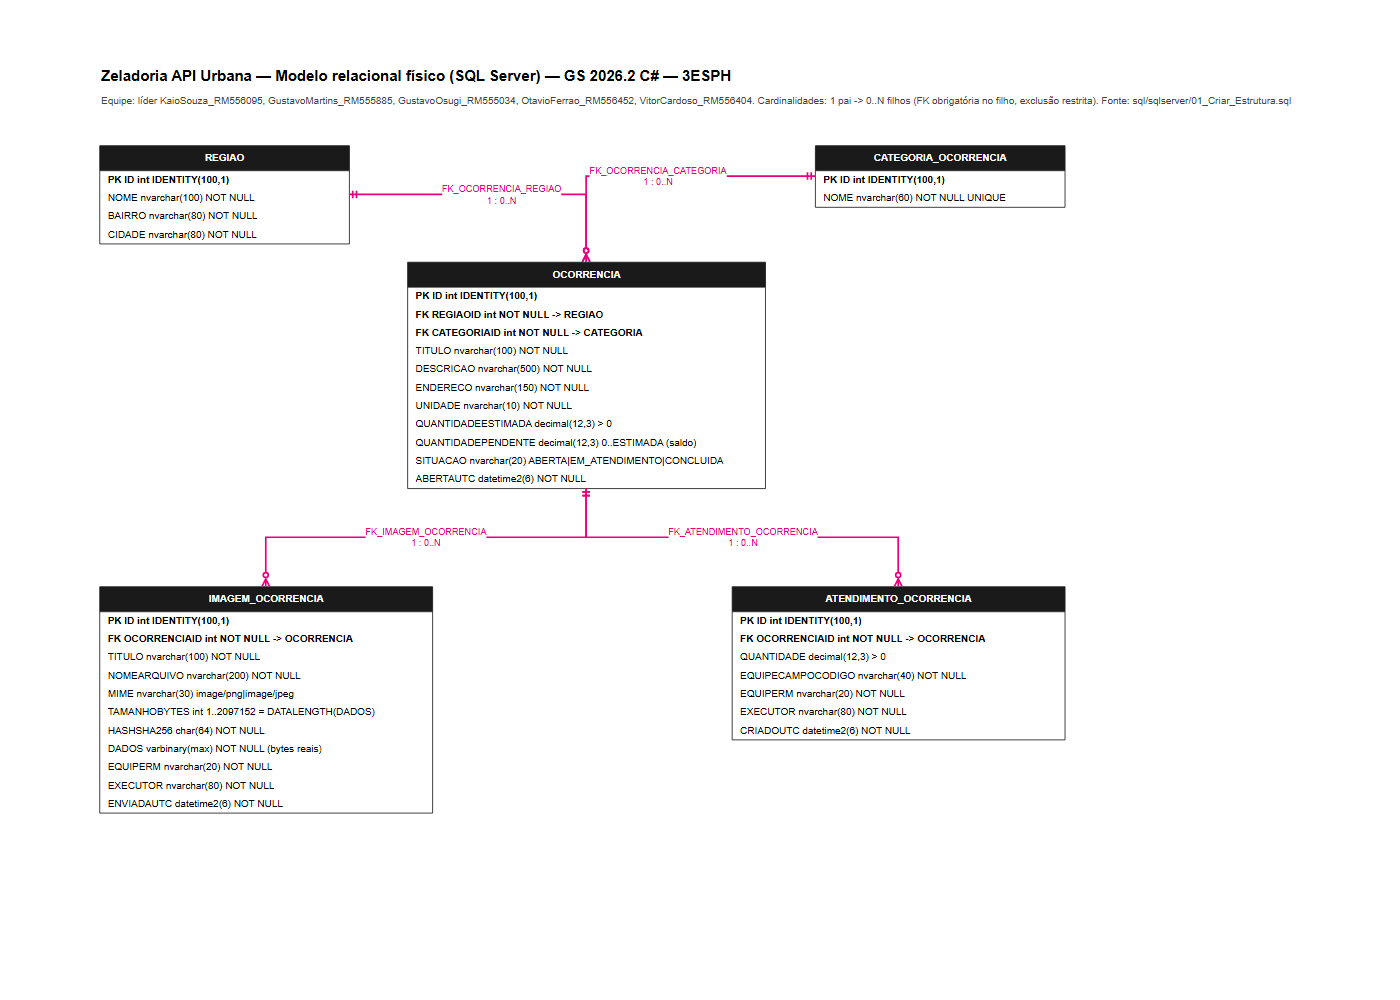 Zeladoria API Urbana — Modelo relacional físico (SQL Server) — GS 2026.2 C# — 3ESPH
Equipe: líder KaioSouza_RM556095, GustavoMartins_RM555885, GustavoOsugi_RM555034, OtavioFerrao_RM556452, VitorCardoso_RM556404. Cardinalidades: 1 pai -> 0..N filhos (FK obrigatória no filho, exclusão restrita). Fonte: sql/sqlserver/01_Criar_Estrutura.sql
REGIAO
PK ID int IDENTITY(100,1)
NOME nvarchar(100) NOT NULL
BAIRRO nvarchar(80) NOT NULL
CIDADE nvarchar(80) NOT NULL
FK_OCORRENCIA_REGIAO
1 : 0..N
FK_OCORRENCIA_CATEGORIA
1 : 0..N
CATEGORIA_OCORRENCIA
PK ID int IDENTITY(100,1)
NOME nvarchar(60) NOT NULL UNIQUE
OCORRENCIA
PK ID int IDENTITY(100,1)
FK REGIAOID int NOT NULL -> REGIAO
FK CATEGORIAID int NOT NULL -> CATEGORIA
TITULO nvarchar(100) NOT NULL
DESCRICAO nvarchar(500) NOT NULL
ENDERECO nvarchar(150) NOT NULL
UNIDADE nvarchar(10) NOT NULL
QUANTIDADEESTIMADA decimal(12,3) > 0
QUANTIDADEPENDENTE decimal(12,3) 0..ESTIMADA (saldo)
SITUACAO nvarchar(20) ABERTA|EM_ATENDIMENTO|CONCLUIDA
ABERTAUTC datetime2(6) NOT NULL
FK_IMAGEM_OCORRENCIA
1 : 0..N
FK_ATENDIMENTO_OCORRENCIA
1 : 0..N
IMAGEM_OCORRENCIA
PK ID int IDENTITY(100,1)
FK OCORRENCIAID int NOT NULL -> OCORRENCIA
TITULO nvarchar(100) NOT NULL
NOMEARQUIVO nvarchar(200) NOT NULL
MIME nvarchar(30) image/png|image/jpeg
TAMANHOBYTES int 1..2097152 = DATALENGTH(DADOS)
HASHSHA256 char(64) NOT NULL
DADOS varbinary(max) NOT NULL (bytes reais)
EQUIPERM nvarchar(20) NOT NULL
EXECUTOR nvarchar(80) NOT NULL
ENVIADAUTC datetime2(6) NOT NULL
ATENDIMENTO_OCORRENCIA
PK ID int IDENTITY(100,1)
FK OCORRENCIAID int NOT NULL -> OCORRENCIA
QUANTIDADE decimal(12,3) > 0
EQUIPECAMPOCODIGO nvarchar(40) NOT NULL
EQUIPERM nvarchar(20) NOT NULL
EXECUTOR nvarchar(80) NOT NULL
CRIADOUTC datetime2(6) NOT NULL